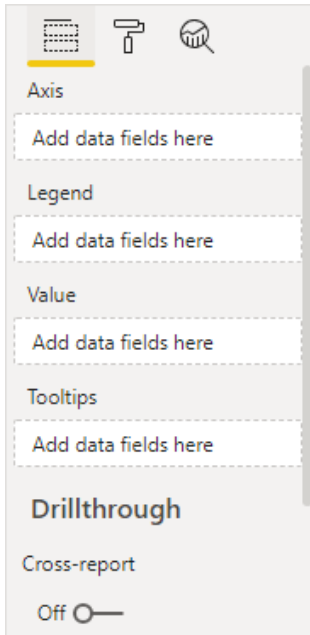 Axis
Add data fields here
Legend
Add data fields here
Value
Add data fields here
Tooltips
Add data fields here
Drillthrough
Cross-report
Off